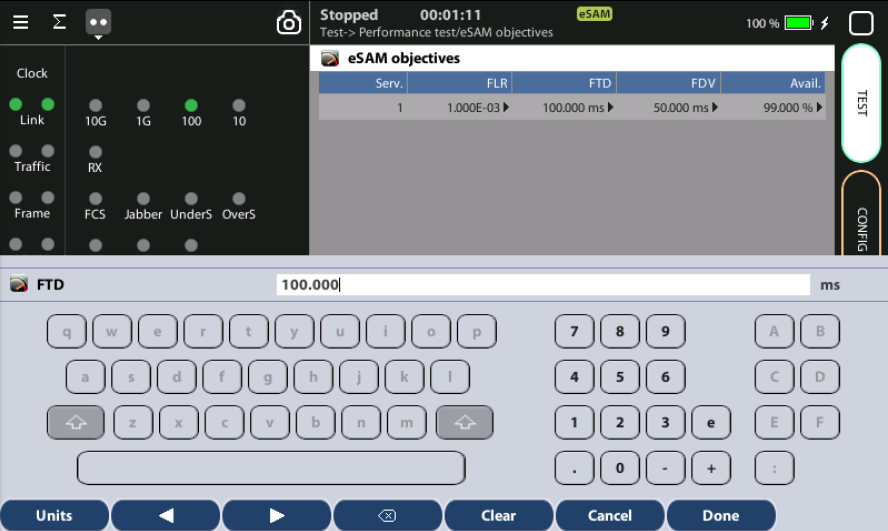 Stopped 00:01:11 eSAM 100 %
Test-> Performance test/eSAM objectives
Clock
Link 10G 1G 100 10
Traffic RX
Frame FCS Jabber UnderS OverS
eSAM objectives
Serv. FLR FTD FDV Avail.
1 1.000E-03 100.000 ms 50.000 ms 99.000 %
TEST
CONFIG
FTD 100.000 ms
q w e r t y u i o p 7 8 9 A B
a s d f g h j k l 4 5 6 C D
z x c v b n m 1 2 3 e E F
. 0 - + :
Units Clear Cancel Done